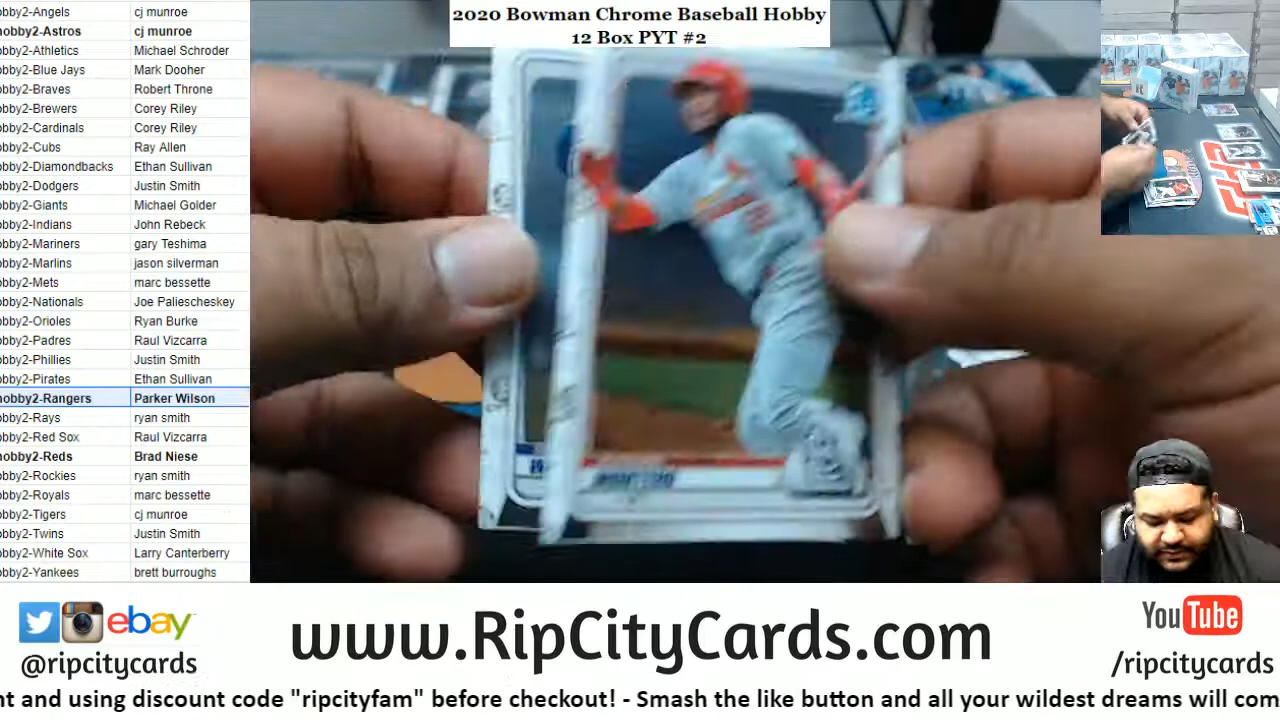 2020 Bowman Chrome Baseball Hobby
12 Box PYT #2
obby2-Angels cj munroe
hobby2-Astros cj munroe
obby2-Athletics Michael Schroder
obby2-Blue Jays Mark Dooher
obby2-Braves Robert Throne
obby2-Brewers Corey Riley
obby2-Cardinals Corey Riley
obby2-Cubs Ray Allen
obby2-Diamondbacks Ethan Sullivan
obby2-Dodgers Justin Smith
obby2-Giants Michael Golder
obby2-Indians John Rebeck
obby2-Mariners gary Teshima
obby2-Marlins jason silverman
obby2-Mets marc bessette
obby2-Nationals Joe Paliescheskey
obby2-Orioles Ryan Burke
obby2-Padres Raul Vizcarra
obby2-Phillies Justin Smith
obby2-Pirates Ethan Sullivan
hobby2-Rangers Parker Wilson
obby2-Rays ryan smith
obby2-Red Sox Raul Vizcarra
hobby2-Reds Brad Niese
obby2-Rockies ryan smith
obby2-Royals marc bessette
obby2-Tigers cj munroe
obby2-Twins Justin Smith
obby2-White Sox Larry Canterberry
obby2-Yankees brett burroughs
ebay
@ripcitycards
www.RipCityCards.com
YouTube
/ripcitycards
nt and using discount code "ripcityfam" before checkout! - Smash the like button and all your wildest dreams will com